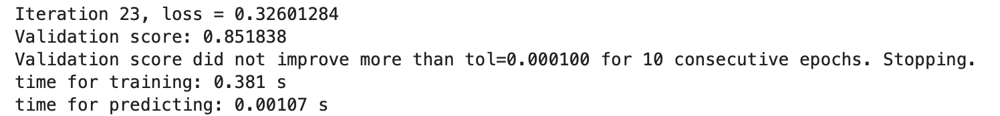 Iteration 23, loss = 0.32601284
Validation score: 0.851838
Validation score did not improve more than tol=0.000100 for 10 consecutive epochs. Stopping.
time for training: 0.381 s
time for predicting: 0.00107 s